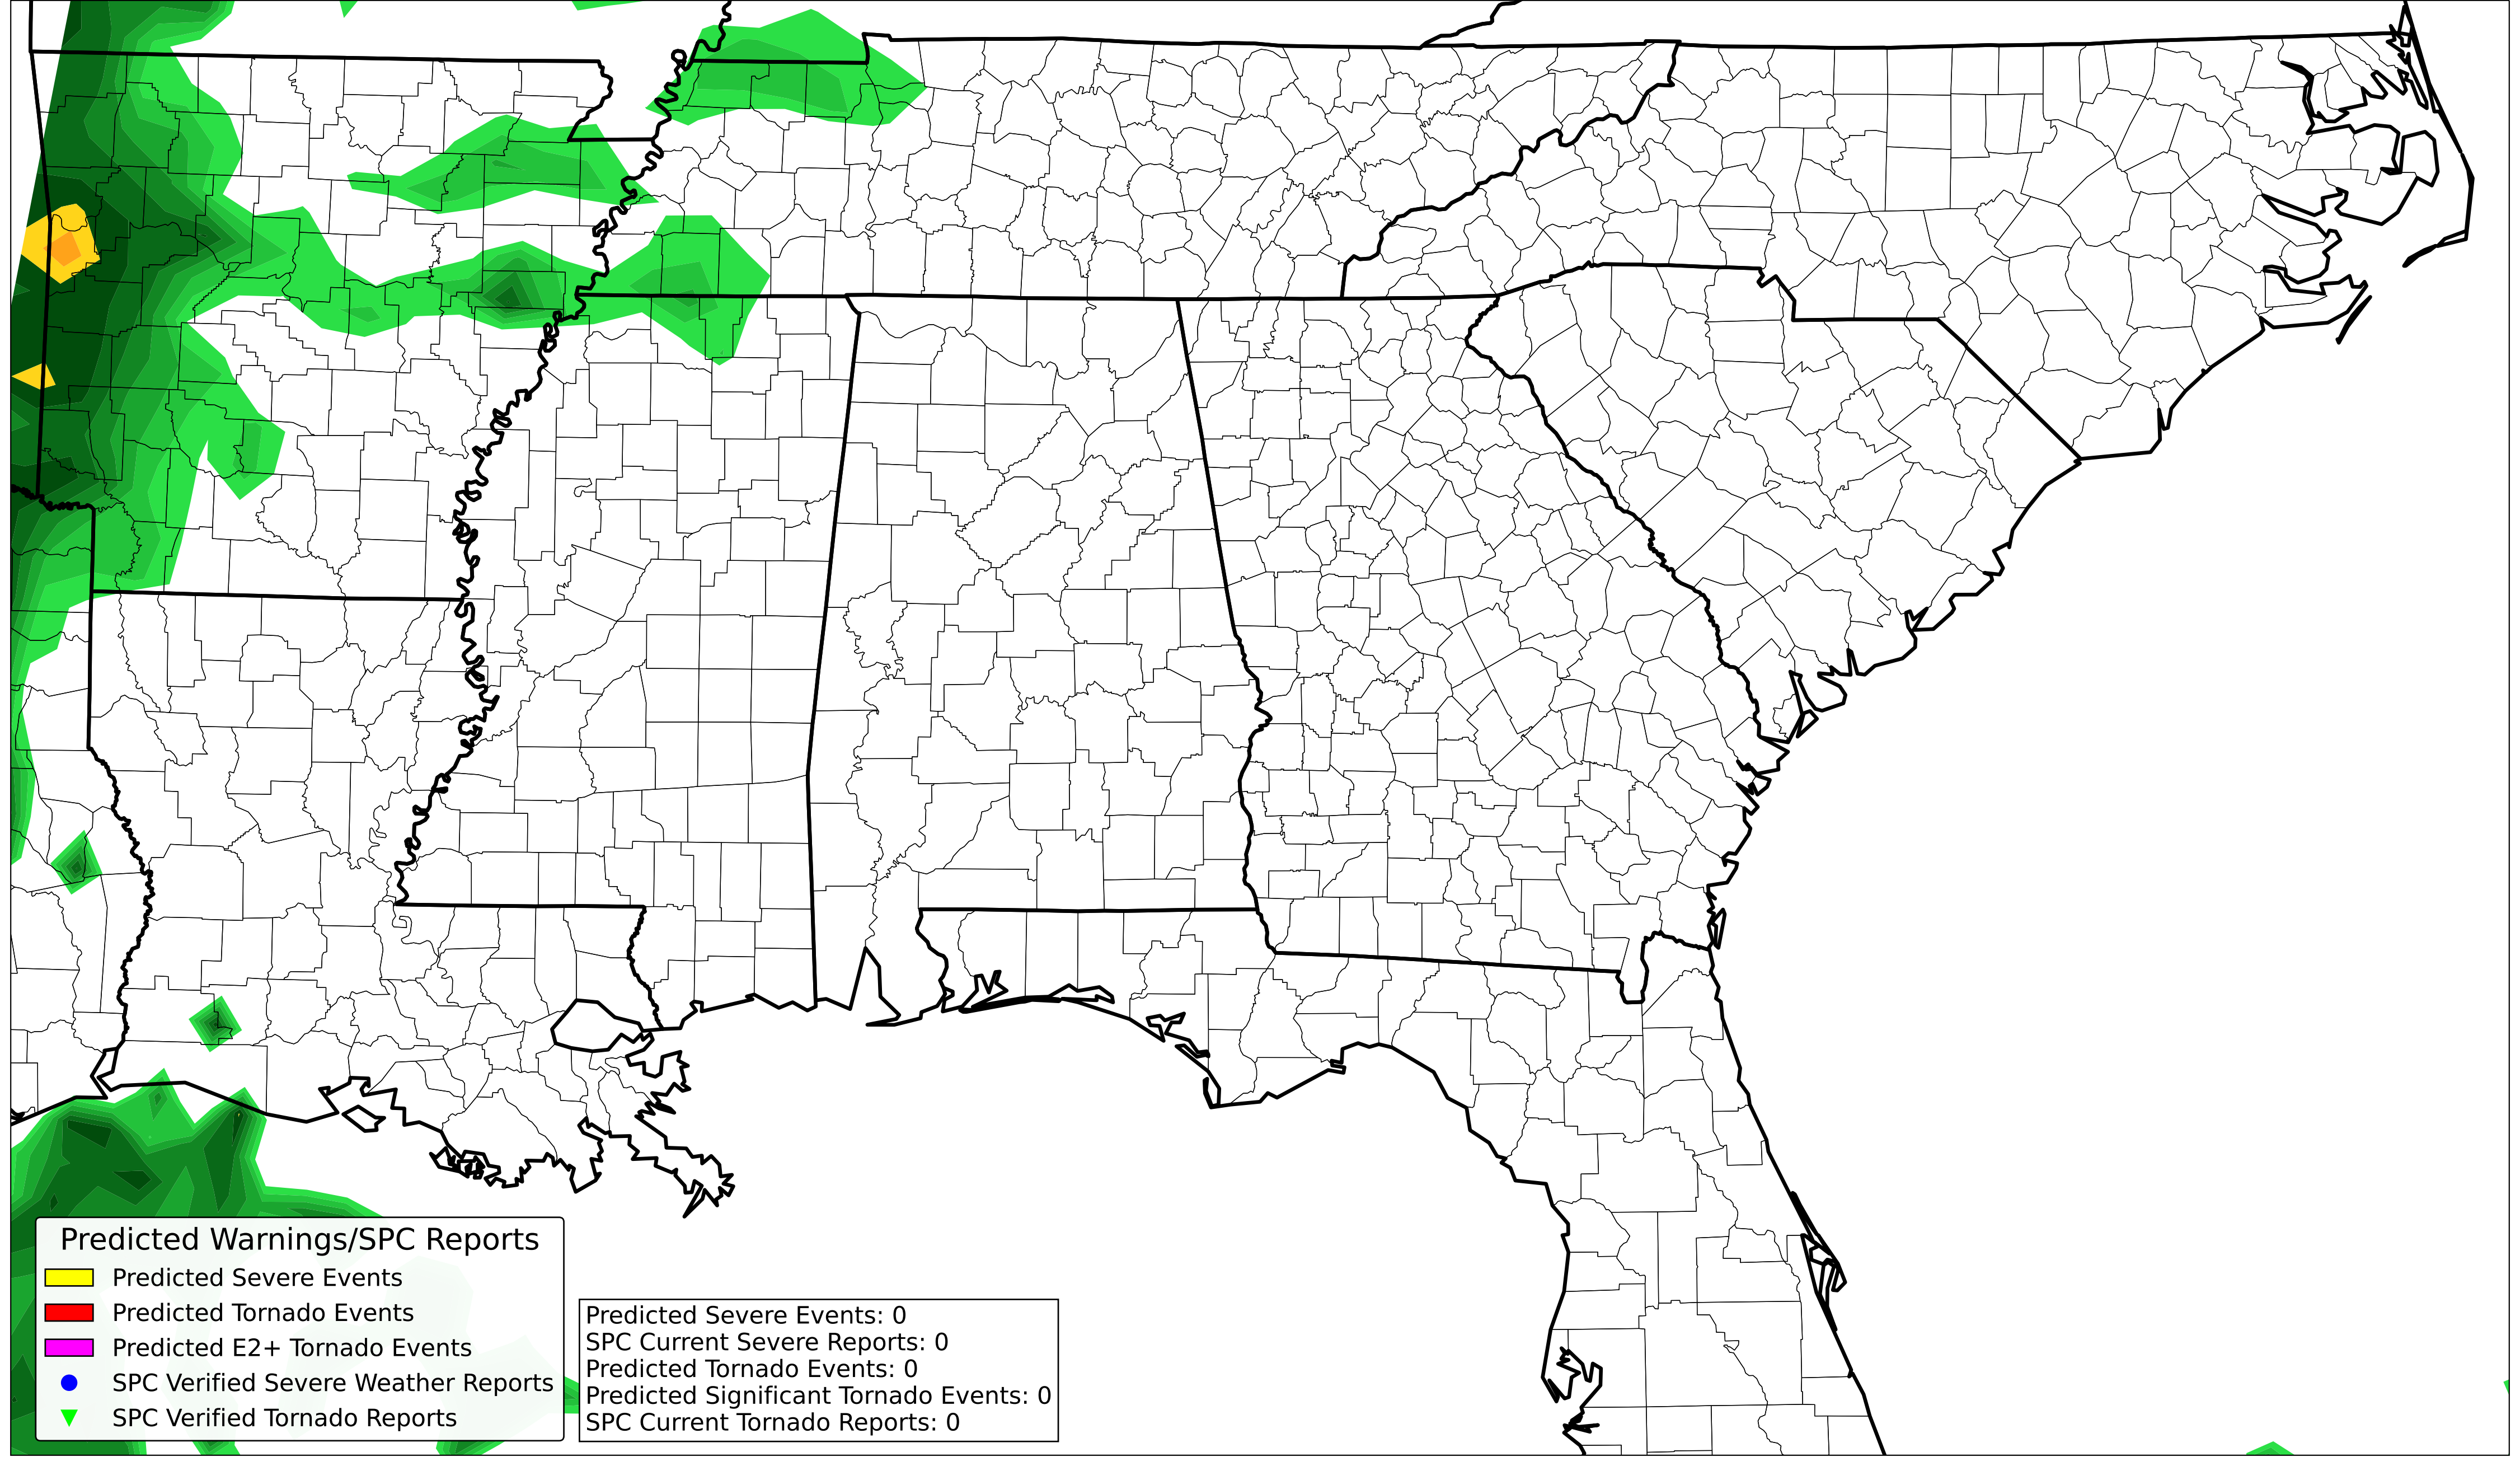 Predicted Warnings/SPC Reports
Predicted Severe Events
Predicted Tornado Events
Predicted E2+ Tornado Events
SPC Verified Severe Weather Reports
SPC Verified Tornado Reports
Predicted Severe Events: 0
SPC Current Severe Reports: 0
Predicted Tornado Events: 0
Predicted Significant Tornado Events: 0
SPC Current Tornado Reports: 0